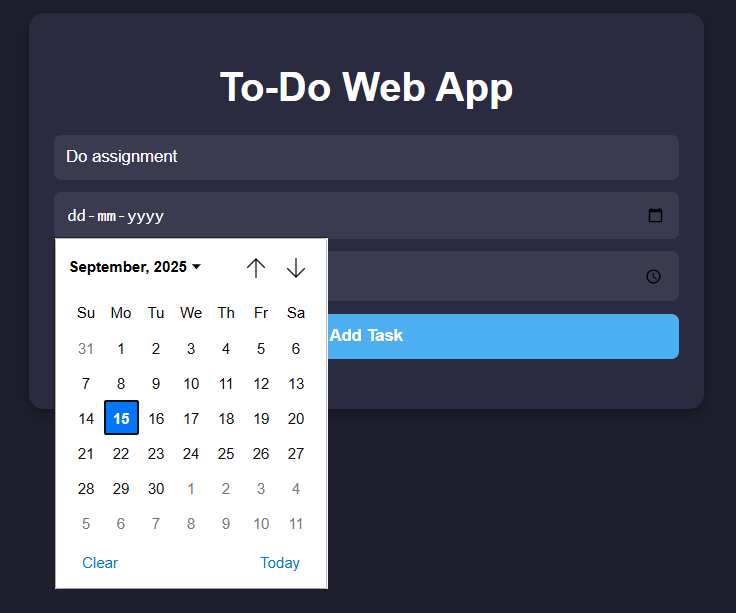 To-Do Web App
Do assignment
dd-mm-yyyy
September, 2025
Su Mo Tu We Th Fr Sa
31 1 2 3 4 5 6
7 8 9 10 11 12 13
14 15 16 17 18 19 20
21 22 23 24 25 26 27
28 29 30 1 2 3 4
5 6 7 8 9 10 11
Clear Today
Add Task